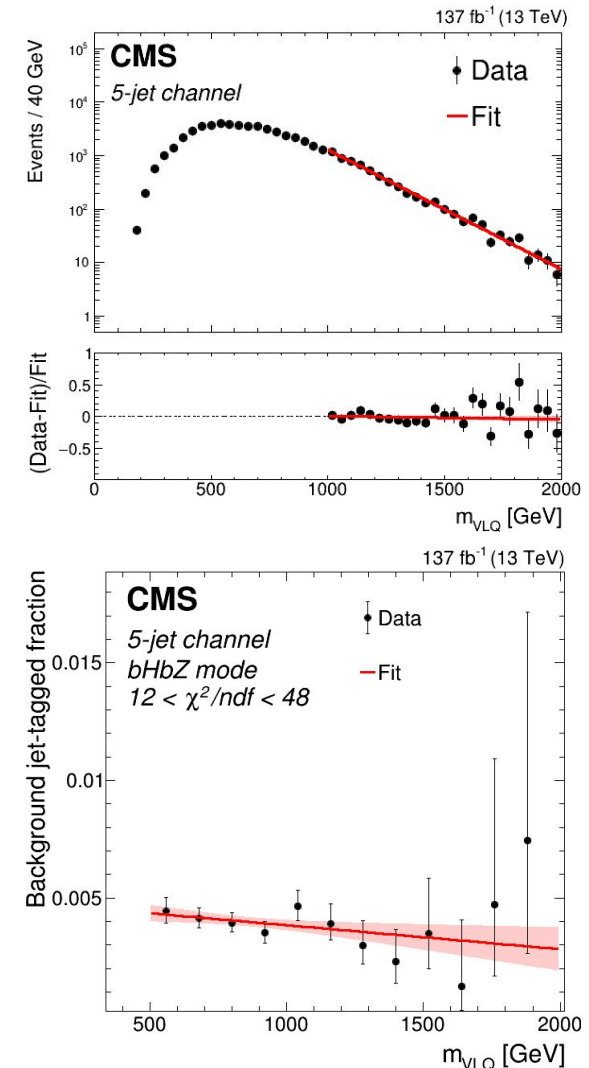 137 fb⁻¹ (13 TeV)
CMS
5-jet channel
Data
Fit
Events / 40 GeV
10⁵
10⁴
10³
10²
10
1
(Data-Fit)/Fit
1
0.5
0
−0.5
0 500 1000 1500 2000
m_VLQ [GeV]
137 fb⁻¹ (13 TeV)
CMS
5-jet channel
bHbZ mode
12 < χ²/ndf < 48
Data
Fit
Background jet-tagged fraction
0.015
0.01
0.005
500 1000 1500 2000
m_VLQ [GeV]